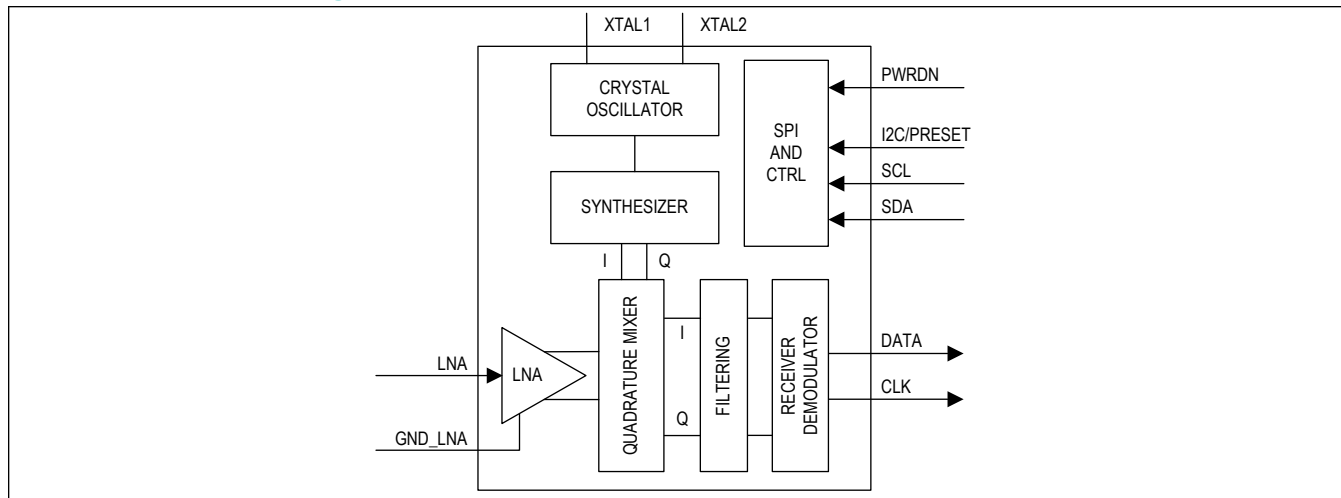 XTAL1
XTAL2
CRYSTAL
OSCILLATOR
SPI
AND
CTRL
PWRDN
I2C/PRESET
SCL
SDA
SYNTHESIZER
I
Q
LNA
LNA
GND_LNA
QUADRATURE MIXER
I
Q
FILTERING
RECEIVER
DEMODULATOR
DATA
CLK